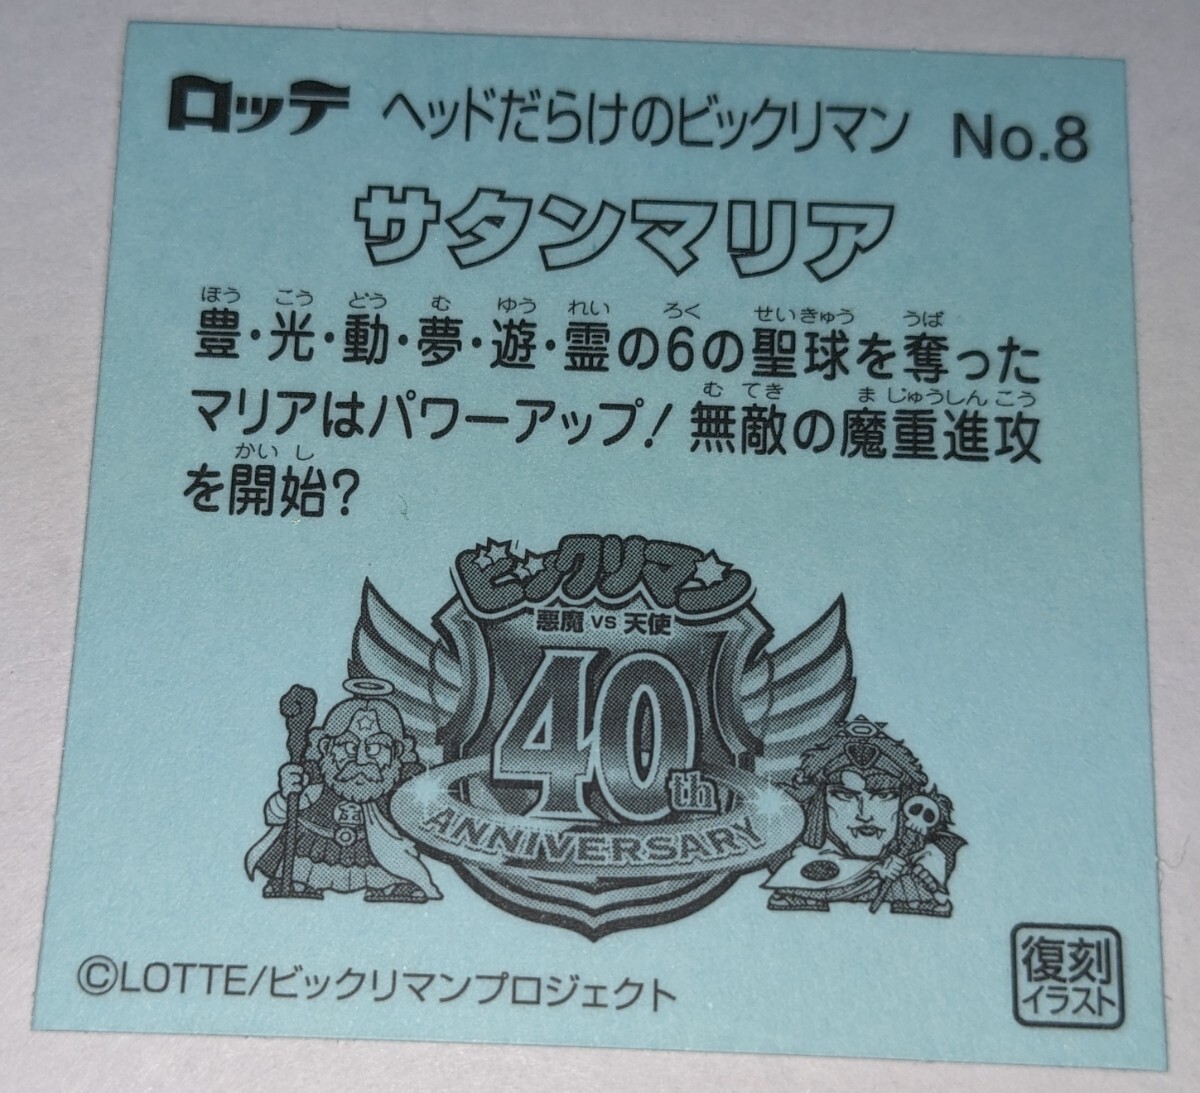 ロッテ ヘッドだらけのビックリマン No.8
サタンマリア
ほう こう どう む ゆう れい ろく せいきゅう うば
豊・光・動・夢・遊・霊の6の聖球を奪った
む てき ま じゅうしんこう
マリアはパワーアップ! 無敵の魔重進攻
かい し
を開始?
ビックリマン
悪魔 VS 天使
40th
ANNIVERSARY
©LOTTE/ビックリマンプロジェクト
復刻
イラスト